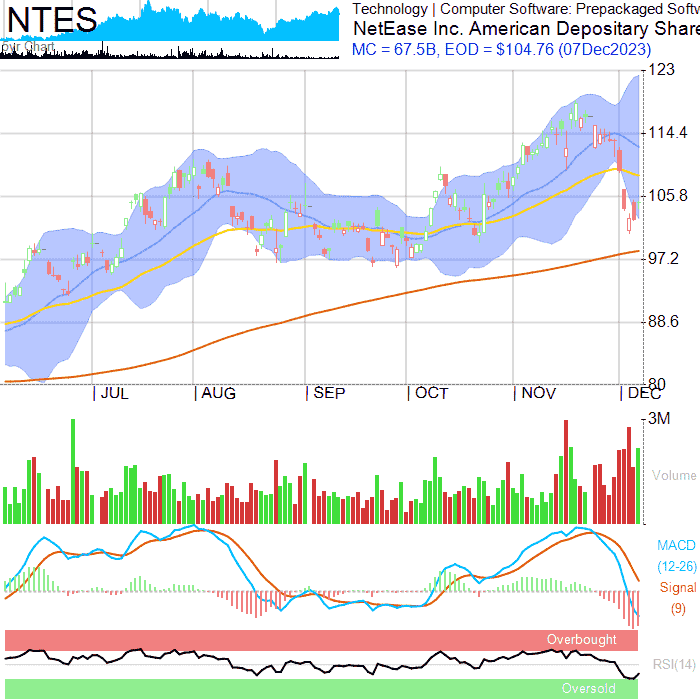 NTES
Technology | Computer Software: Prepackaged Softw
NetEase Inc. American Depositary Share
MC = 67.5B, EOD = $104.76 (07Dec2023)
Chart
123
114.4
105.8
97.2
88.6
80
JUL AUG SEP OCT NOV DEC
3M
Volume
MACD
(12-26)
Signal
(9)
Overbought
RSI(14)
Oversold